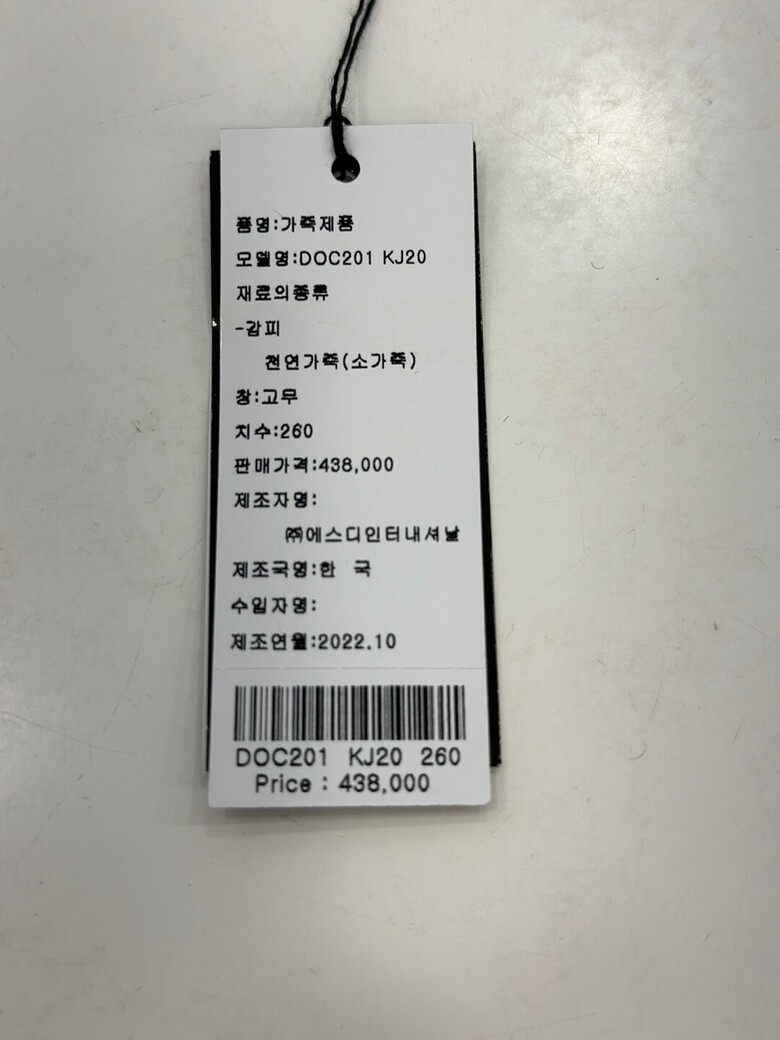 품명:가죽제품
모델명:DOC201 KJ20
재료의종류
-갑피
천연가죽(소가죽)
창:고무
치수:260
판매가격:438,000
제조자명:
㈜에스디인터내셔날
제조국명:한 국
수입자명:
제조연월:2022.10
DOC201 KJ20 260
Price : 438,000